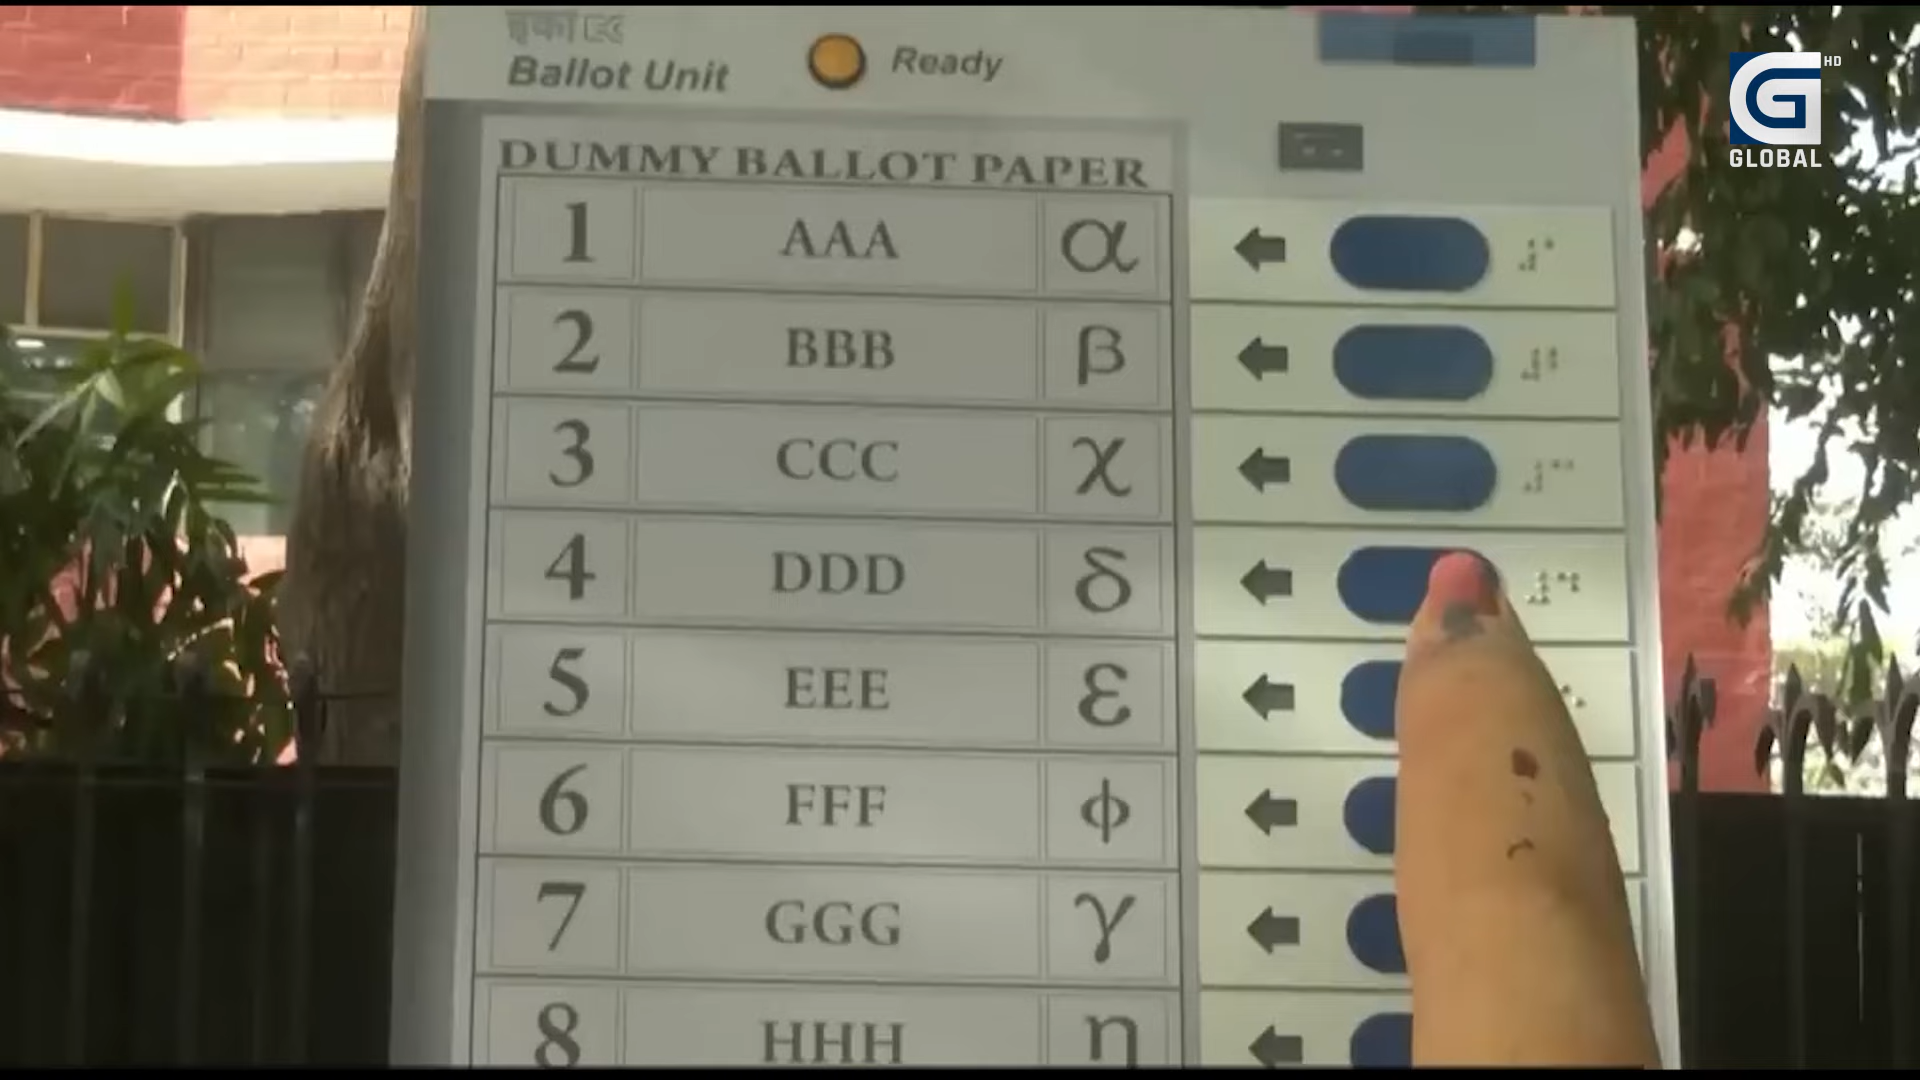 Ballot Unit
Ready
HD
GLOBAL
DUMMY BALLOT PAPER
1 AAA α
2 BBB β
3 CCC χ
4 DDD δ
5 EEE ε
6 FFF ϕ
7 GGG γ
8 HHH η